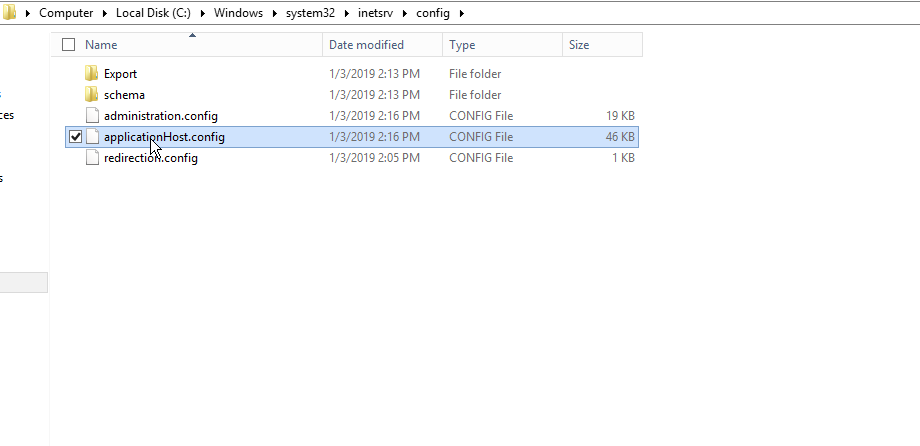 Computer Local Disk (C:) Windows system32 inetsrv config
Name Date modified Type Size
Export 1/3/2019 2:13 PM File folder
schema 1/3/2019 2:13 PM File folder
administration.config 1/3/2019 2:16 PM CONFIG File 19 KB
ces
applicationHost.config 1/3/2019 2:16 PM CONFIG File 46 KB
redirection.config 1/3/2019 2:05 PM CONFIG File 1 KB
s